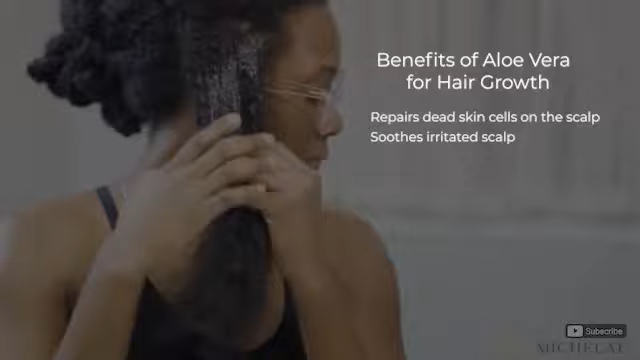 Benefits of Aloe Vera
for Hair Growth
Repairs dead skin cells on the scalp
Soothes irritated scalp
Subscribe